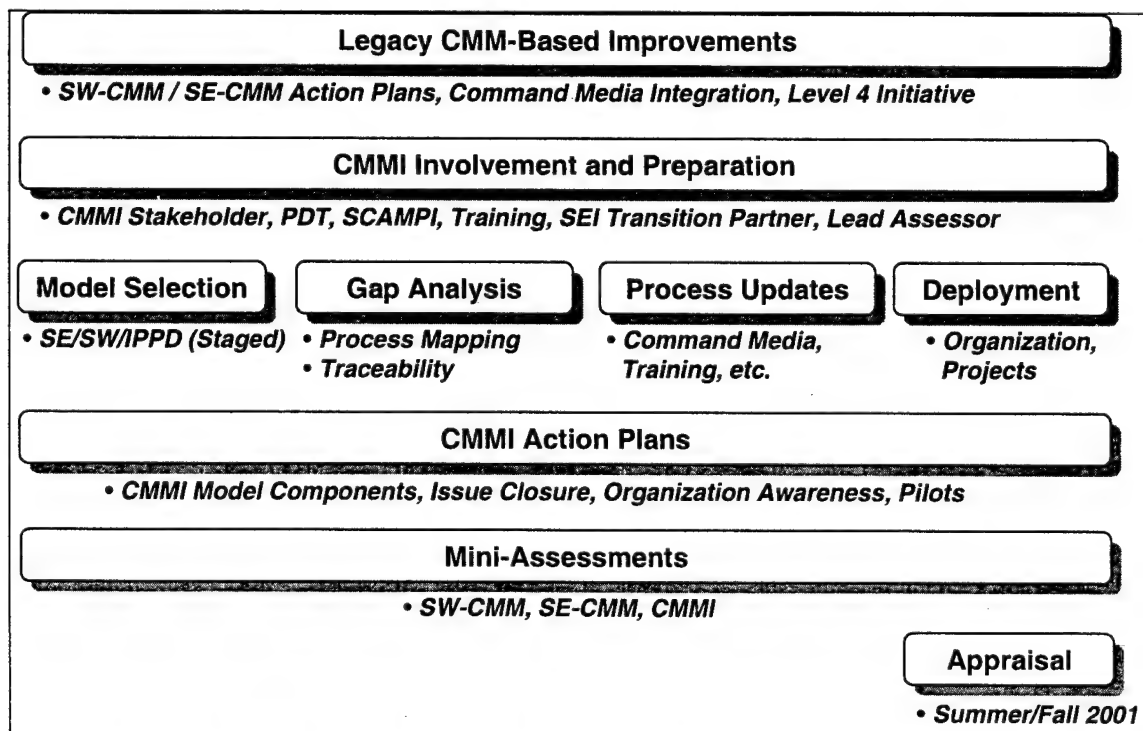 Legacy CMM-Based Improvements
• SW-CMM / SE-CMM Action Plans, Command Media Integration, Level 4 Initiative
CMMI Involvement and Preparation
• CMMI Stakeholder, PDT, SCAMPI, Training, SEI Transition Partner, Lead Assessor
Model Selection
• SE/SW/IPPD (Staged)
Gap Analysis
• Process Mapping
• Traceability
Process Updates
• Command Media,
Training, etc.
Deployment
• Organization,
Projects
CMMI Action Plans
• CMMI Model Components, Issue Closure, Organization Awareness, Pilots
Mini-Assessments
• SW-CMM, SE-CMM, CMMI
Appraisal
• Summer/Fall 2001